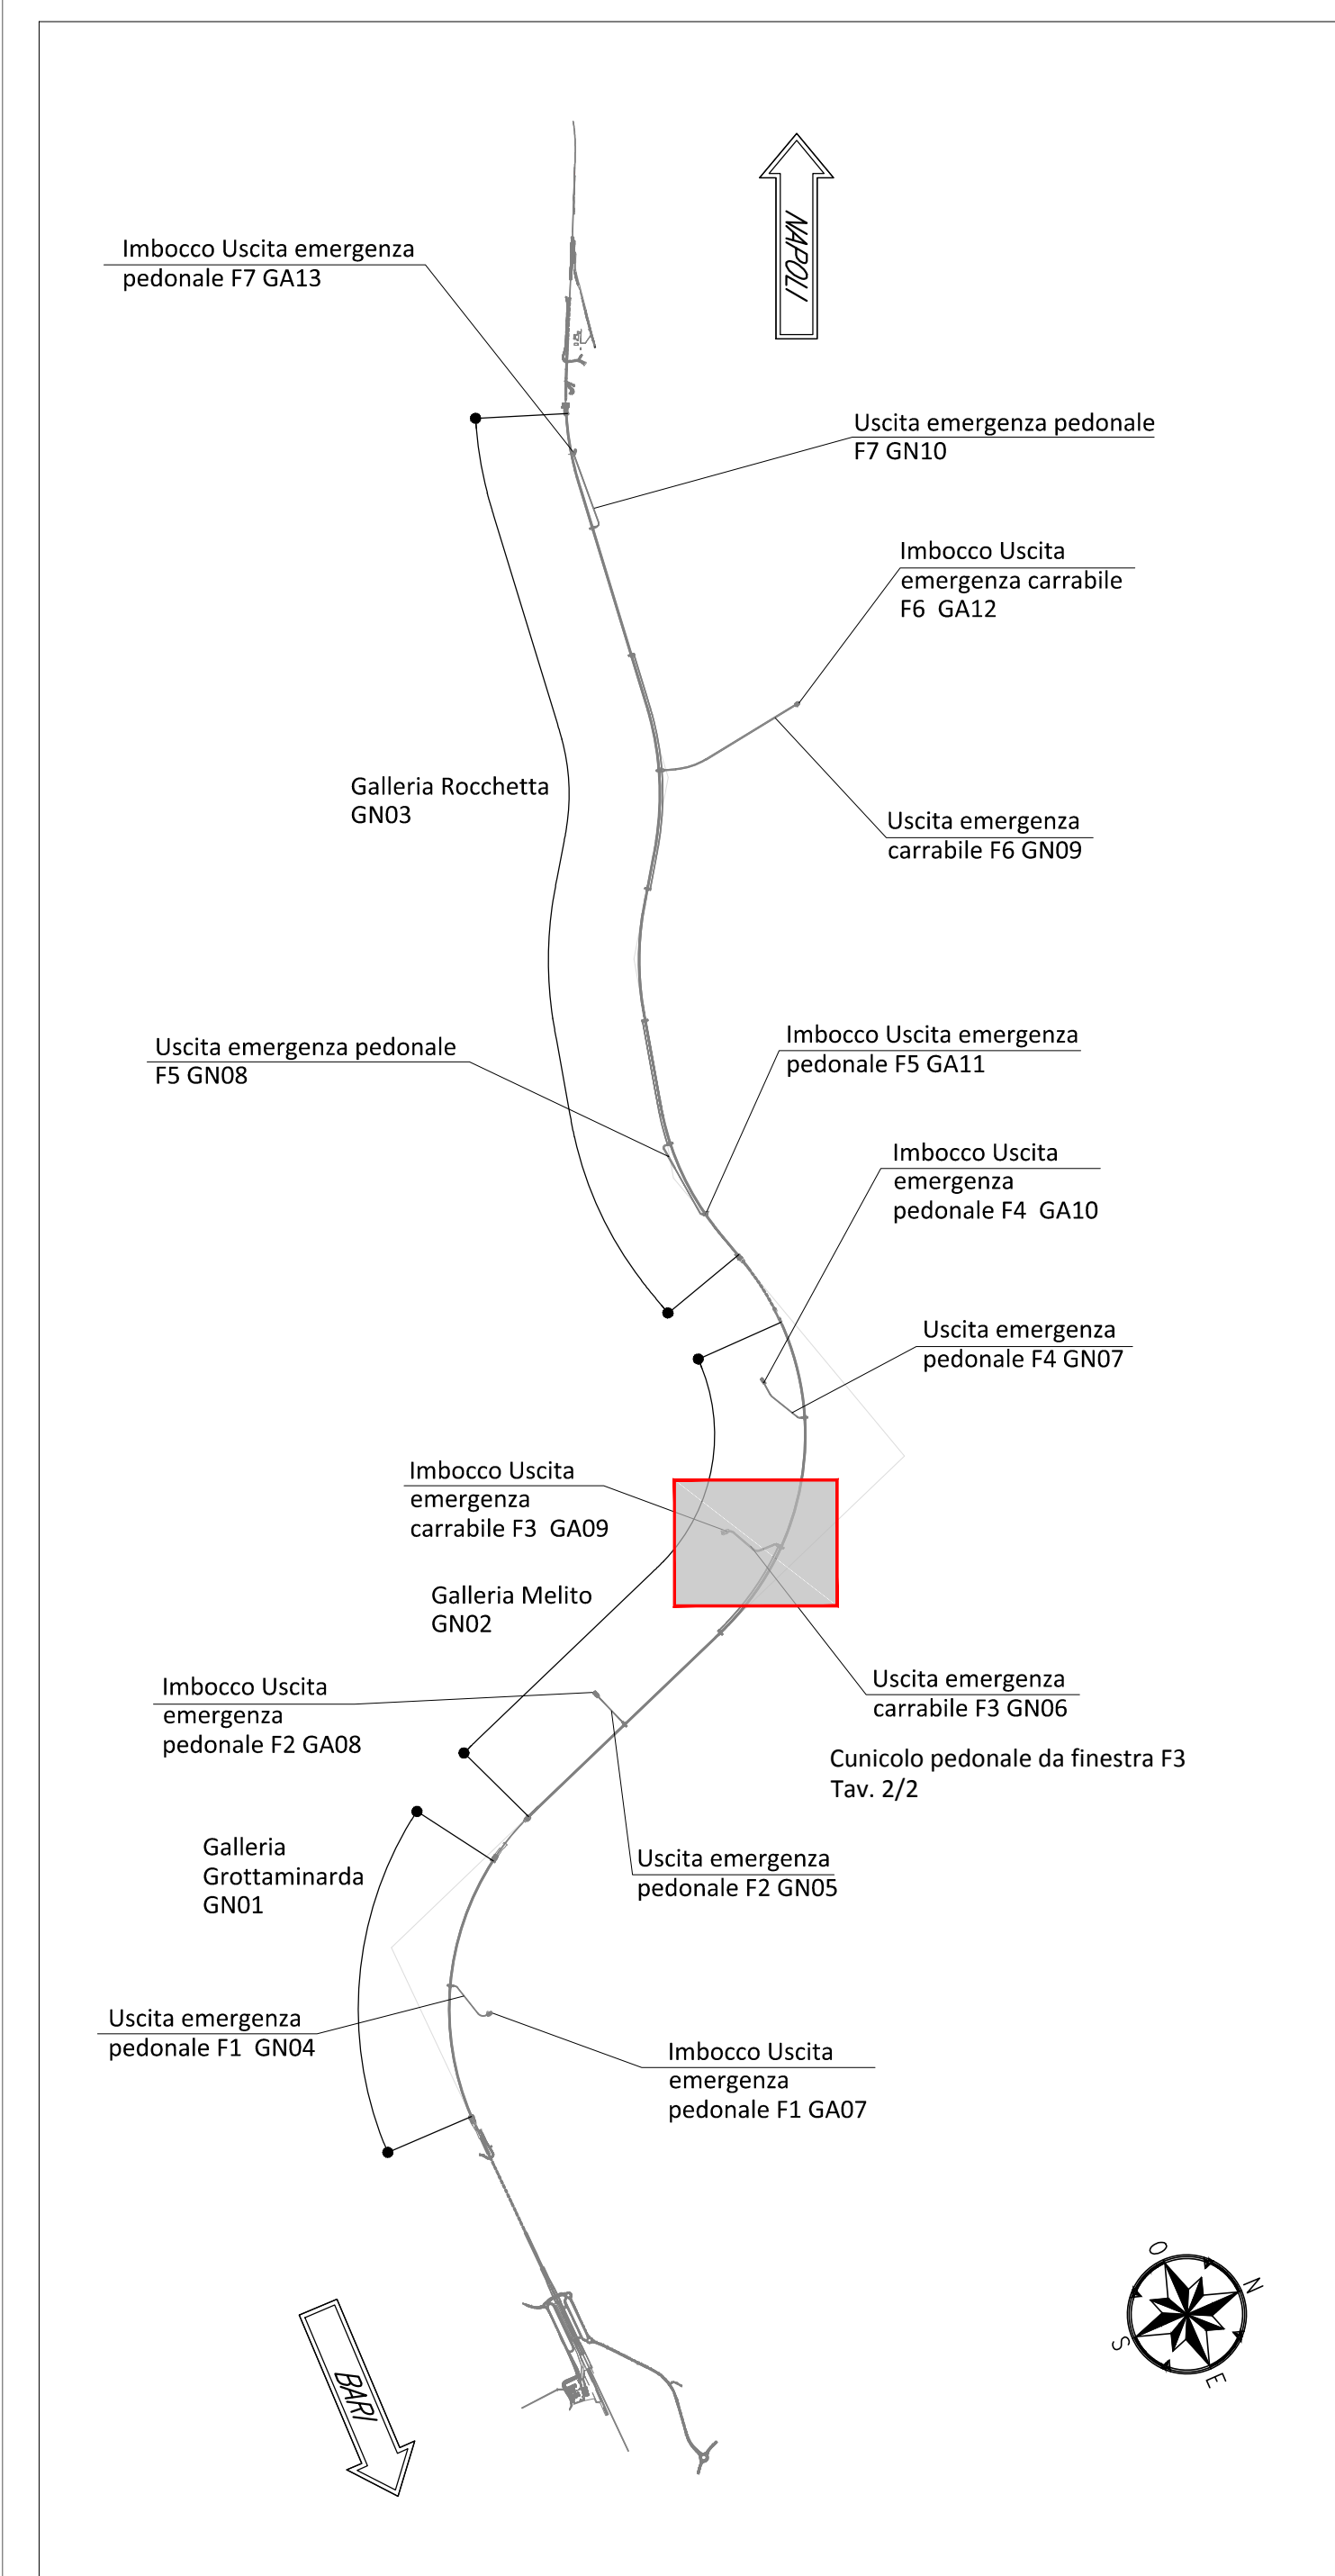 NAPOLI
Imbocco Uscita emergenza
pedonale F7 GA13
Uscita emergenza pedonale
F7 GN10
Imbocco Uscita
emergenza carrabile
F6 GA12
Galleria Rocchetta
GN03
Uscita emergenza
carrabile F6 GN09
Uscita emergenza pedonale
F5 GN08
Imbocco Uscita emergenza
pedonale F5 GA11
Imbocco Uscita
emergenza
pedonale F4 GA10
Uscita emergenza
pedonale F4 GN07
Imbocco Uscita
emergenza
carrabile F3 GA09
Galleria Melito
GN02
Imbocco Uscita
emergenza
pedonale F2 GA08
Uscita emergenza
carrabile F3 GN06
Cunicolo pedonale da finestra F3
Tav. 2/2
Galleria
Grottaminarda
GN01
Uscita emergenza
pedonale F2 GN05
Uscita emergenza
pedonale F1 GN04
Imbocco Uscita
emergenza
pedonale F1 GA07
O
N
S
E
BARI